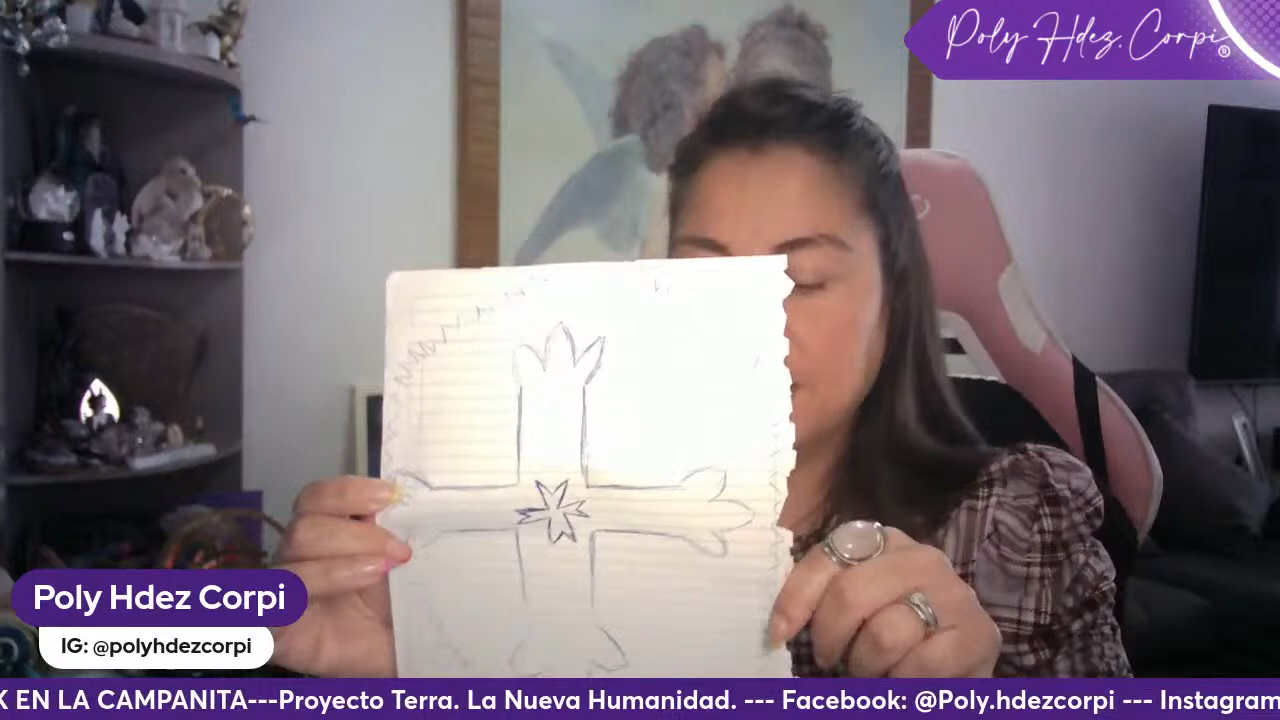 Poly Hdez. Corpi®
Poly Hdez Corpi
IG: @polyhdezcorpi
K EN LA CAMPANITA---Proyecto Terra. La Nueva Humanidad. --- Facebook: @Poly.hdezcorpi --- Instagram